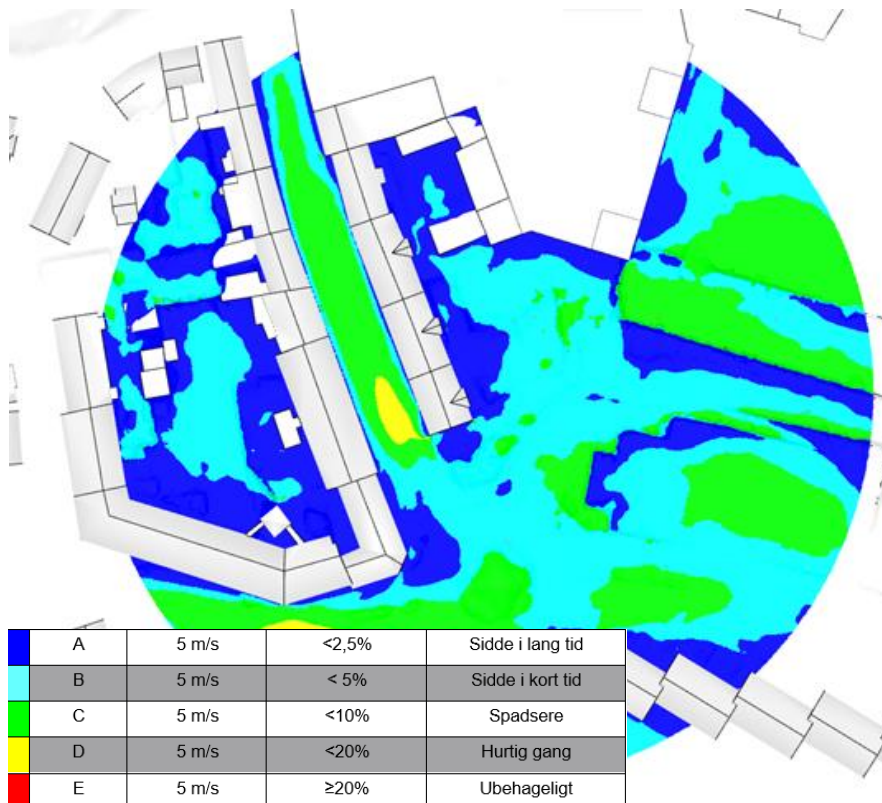 A 5 m/s <2,5% Sidde i lang tid
B 5 m/s < 5% Sidde i kort tid
C 5 m/s <10% Spadsere
D 5 m/s <20% Hurtig gang
E 5 m/s ≥20% Ubehageligt